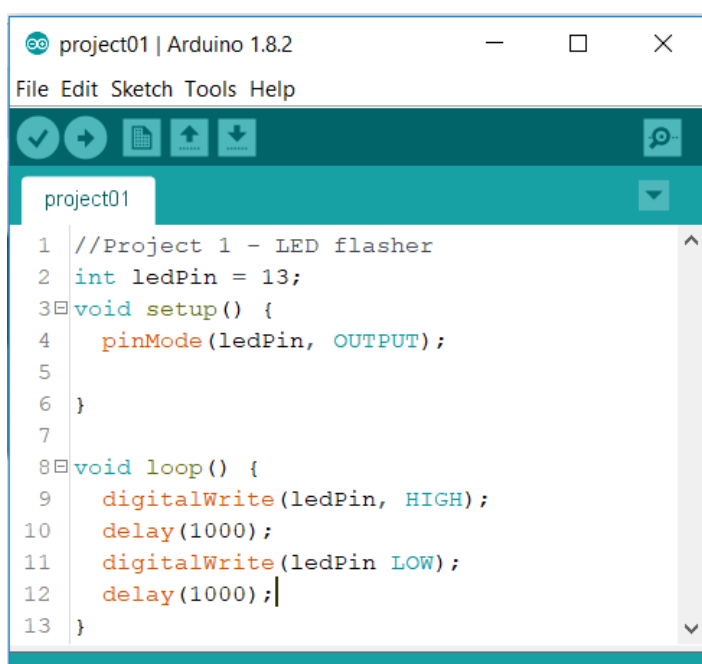 project01 | Arduino 1.8.2
File Edit Sketch Tools Help
project01
1 //Project 1 - LED flasher
2 int ledPin = 13;
3 void setup() {
4   pinMode(ledPin, OUTPUT);
5
6 }
7
8 void loop() {
9   digitalWrite(ledPin, HIGH);
10   delay(1000);
11   digitalWrite(ledPin LOW);
12   delay(1000);
13 }